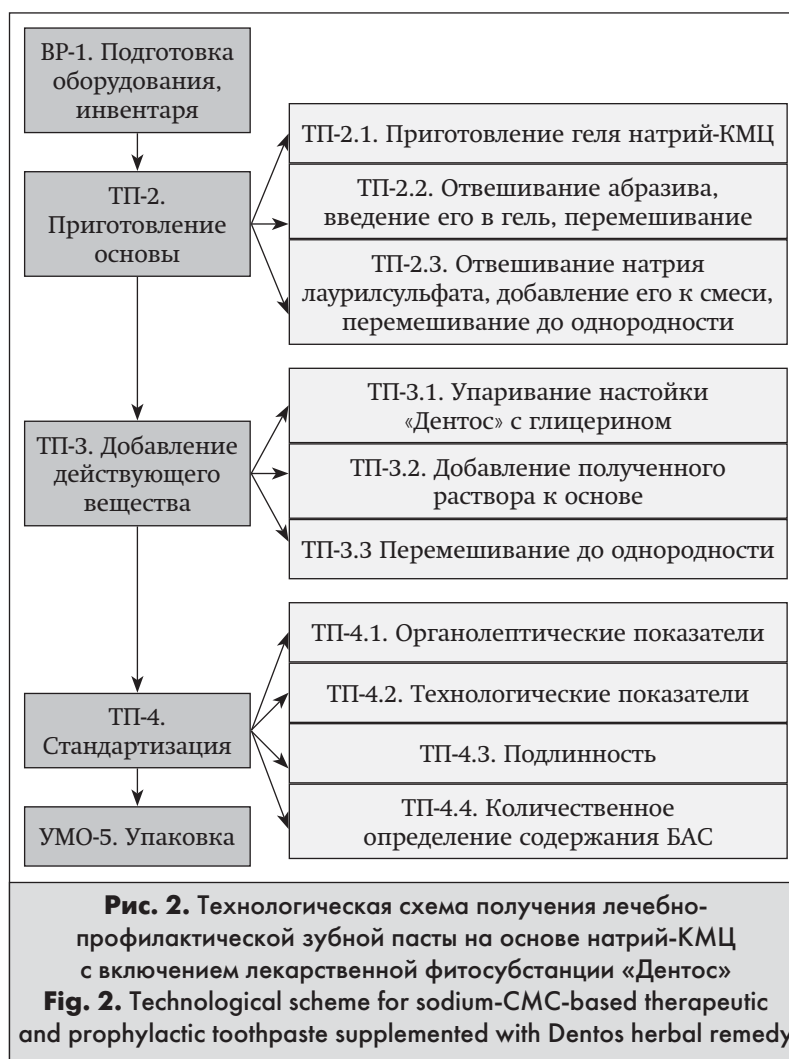 ВР-1. Подготовка
оборудования,
инвентаря
ТП-2.
Приготовление
основы
ТП-2.1. Приготовление геля натрий-КМЦ
ТП-2.2. Отвешивание абразива,
введение его в гель, перемешивание
ТП-2.3. Отвешивание натрия
лаурилсульфата, добавление его к смеси,
перемешивание до однородности
ТП-3. Добавление
действующего
вещества
ТП-3.1. Упаривание настойки
«Дентос» с глицерином
ТП-3.2. Добавление полученного
раствора к основе
ТП-3.3 Перемешивание до однородности
ТП-4.
Стандартизация
ТП-4.1. Органолептические показатели
ТП-4.2. Технологические показатели
ТП-4.3. Подлинность
ТП-4.4. Количественное
определение содержания БАС
УМО-5. Упаковка
Рис. 2. Технологическая схема получения лечебно-
профилактической зубной пасты на основе натрий-КМЦ
с включением лекарственной фитосубстанции «Дентос»
Fig. 2. Technological scheme for sodium-CMC-based therapeutic
and prophylactic toothpaste supplemented with Dentos herbal remedy